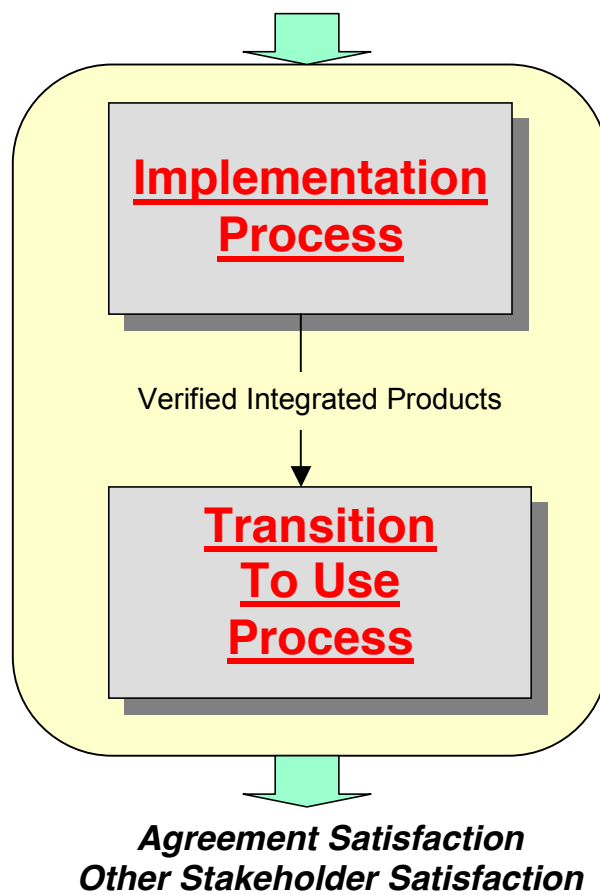 Implementation
Process
Verified Integrated Products
Transition
To Use
Process
Agreement Satisfaction
Other Stakeholder Satisfaction